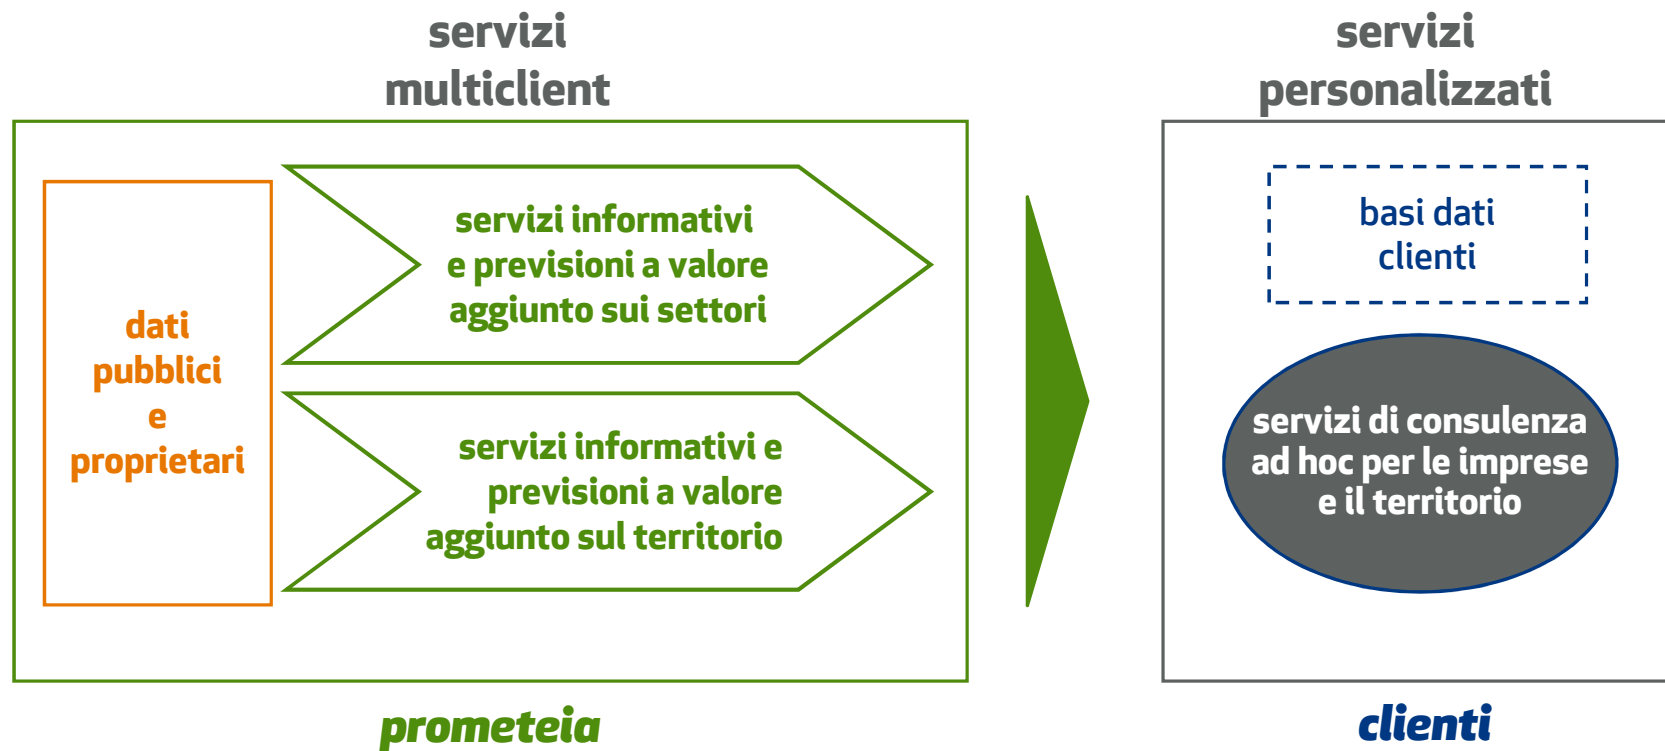 servizi
multiclient
dati
pubblici
e
proprietari
servizi informativi
e previsioni a valore
aggiunto sui settori
servizi informativi e
previsioni a valore
aggiunto sul territorio
prometeia
servizi
personalizzati
basi dati
clienti
servizi di consulenza
ad hoc per le imprese
e il territorio
clienti